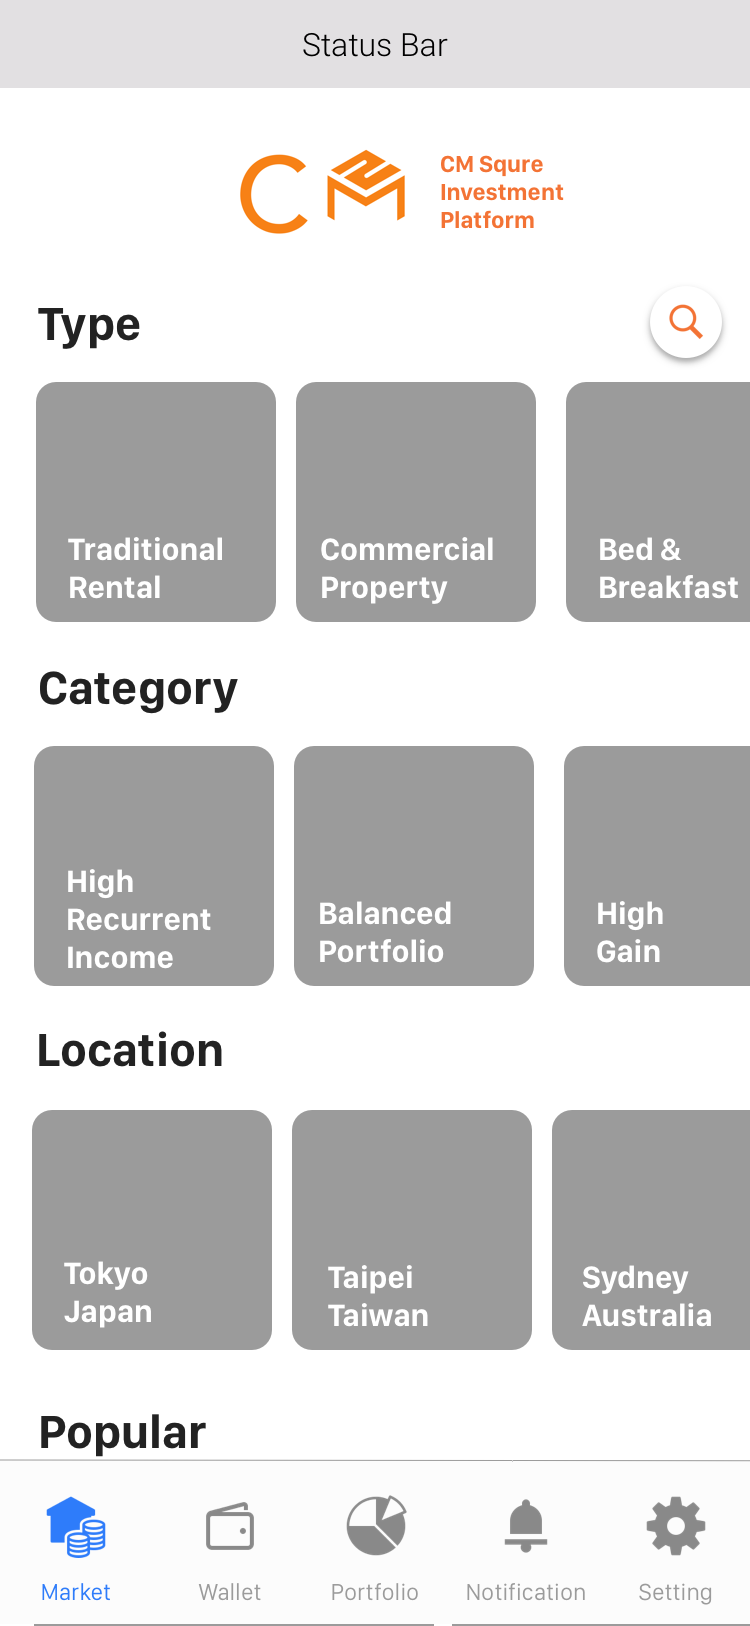 Status Bar
CM
CM Squre
Investment
Platform
Type
Traditional
Rental
Commercial
Property
Bed &
Breakfast
Category
High
Recurrent
Income
Balanced
Portfolio
High
Gain
Location
Tokyo
Japan
Taipei
Taiwan
Sydney
Australia
Popular
Market
Wallet
Portfolio
Notification
Setting